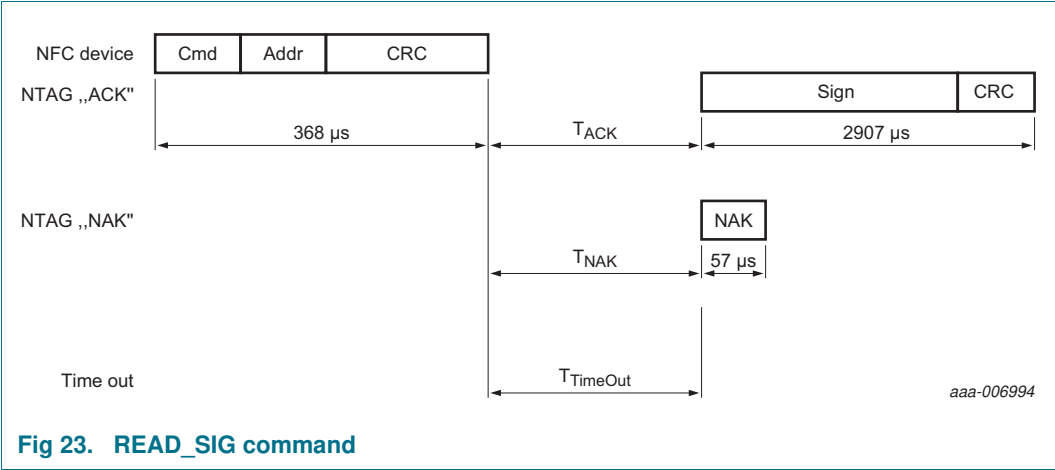 NFC device Cmd Addr CRC
NTAG ,,ACK" Sign CRC
368 µs TACK 2907 µs
NTAG ,,NAK" NAK
TNAK 57 µs
Time out TTimeOut aaa-006994
Fig 23. READ_SIG command